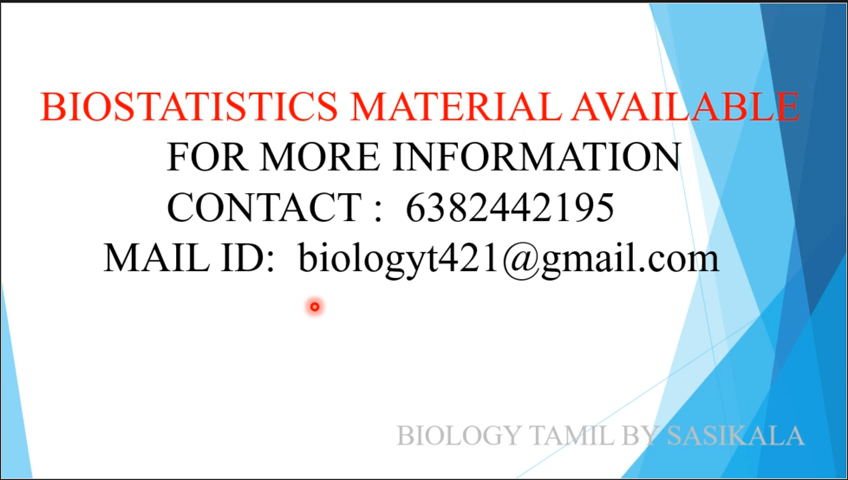 BIOSTATISTICS MATERIAL AVAILABLE
FOR MORE INFORMATION
CONTACT : 6382442195
MAIL ID: biologyt421@gmail.com
BIOLOGY TAMIL BY SASIKALA